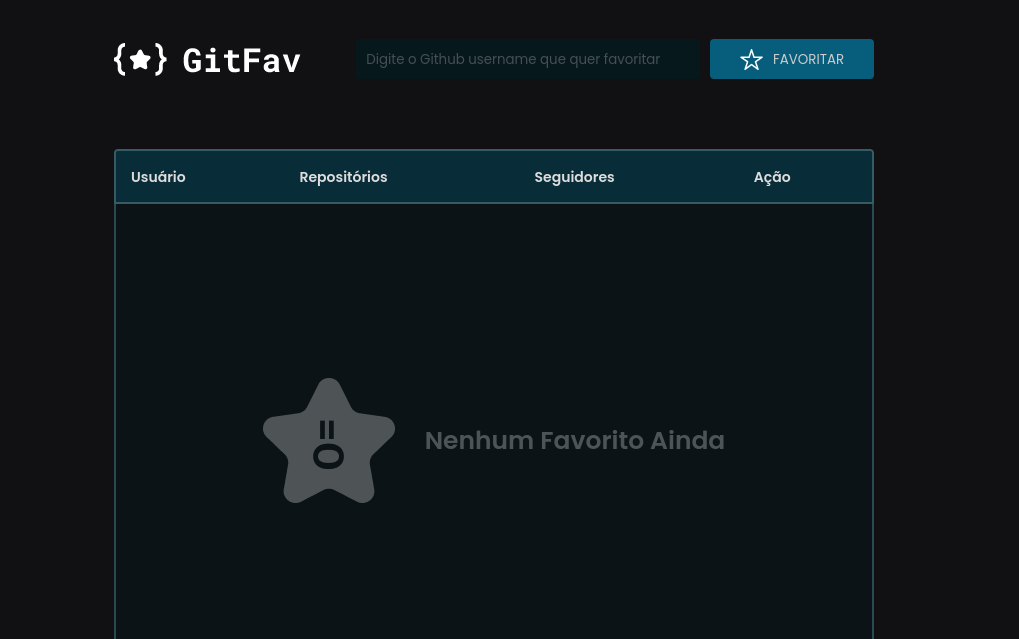 {★} GitFav
Digite o Github username que quer favoritar
FAVORITAR
Usuário Repositórios Seguidores Ação
Nenhum Favorito Ainda